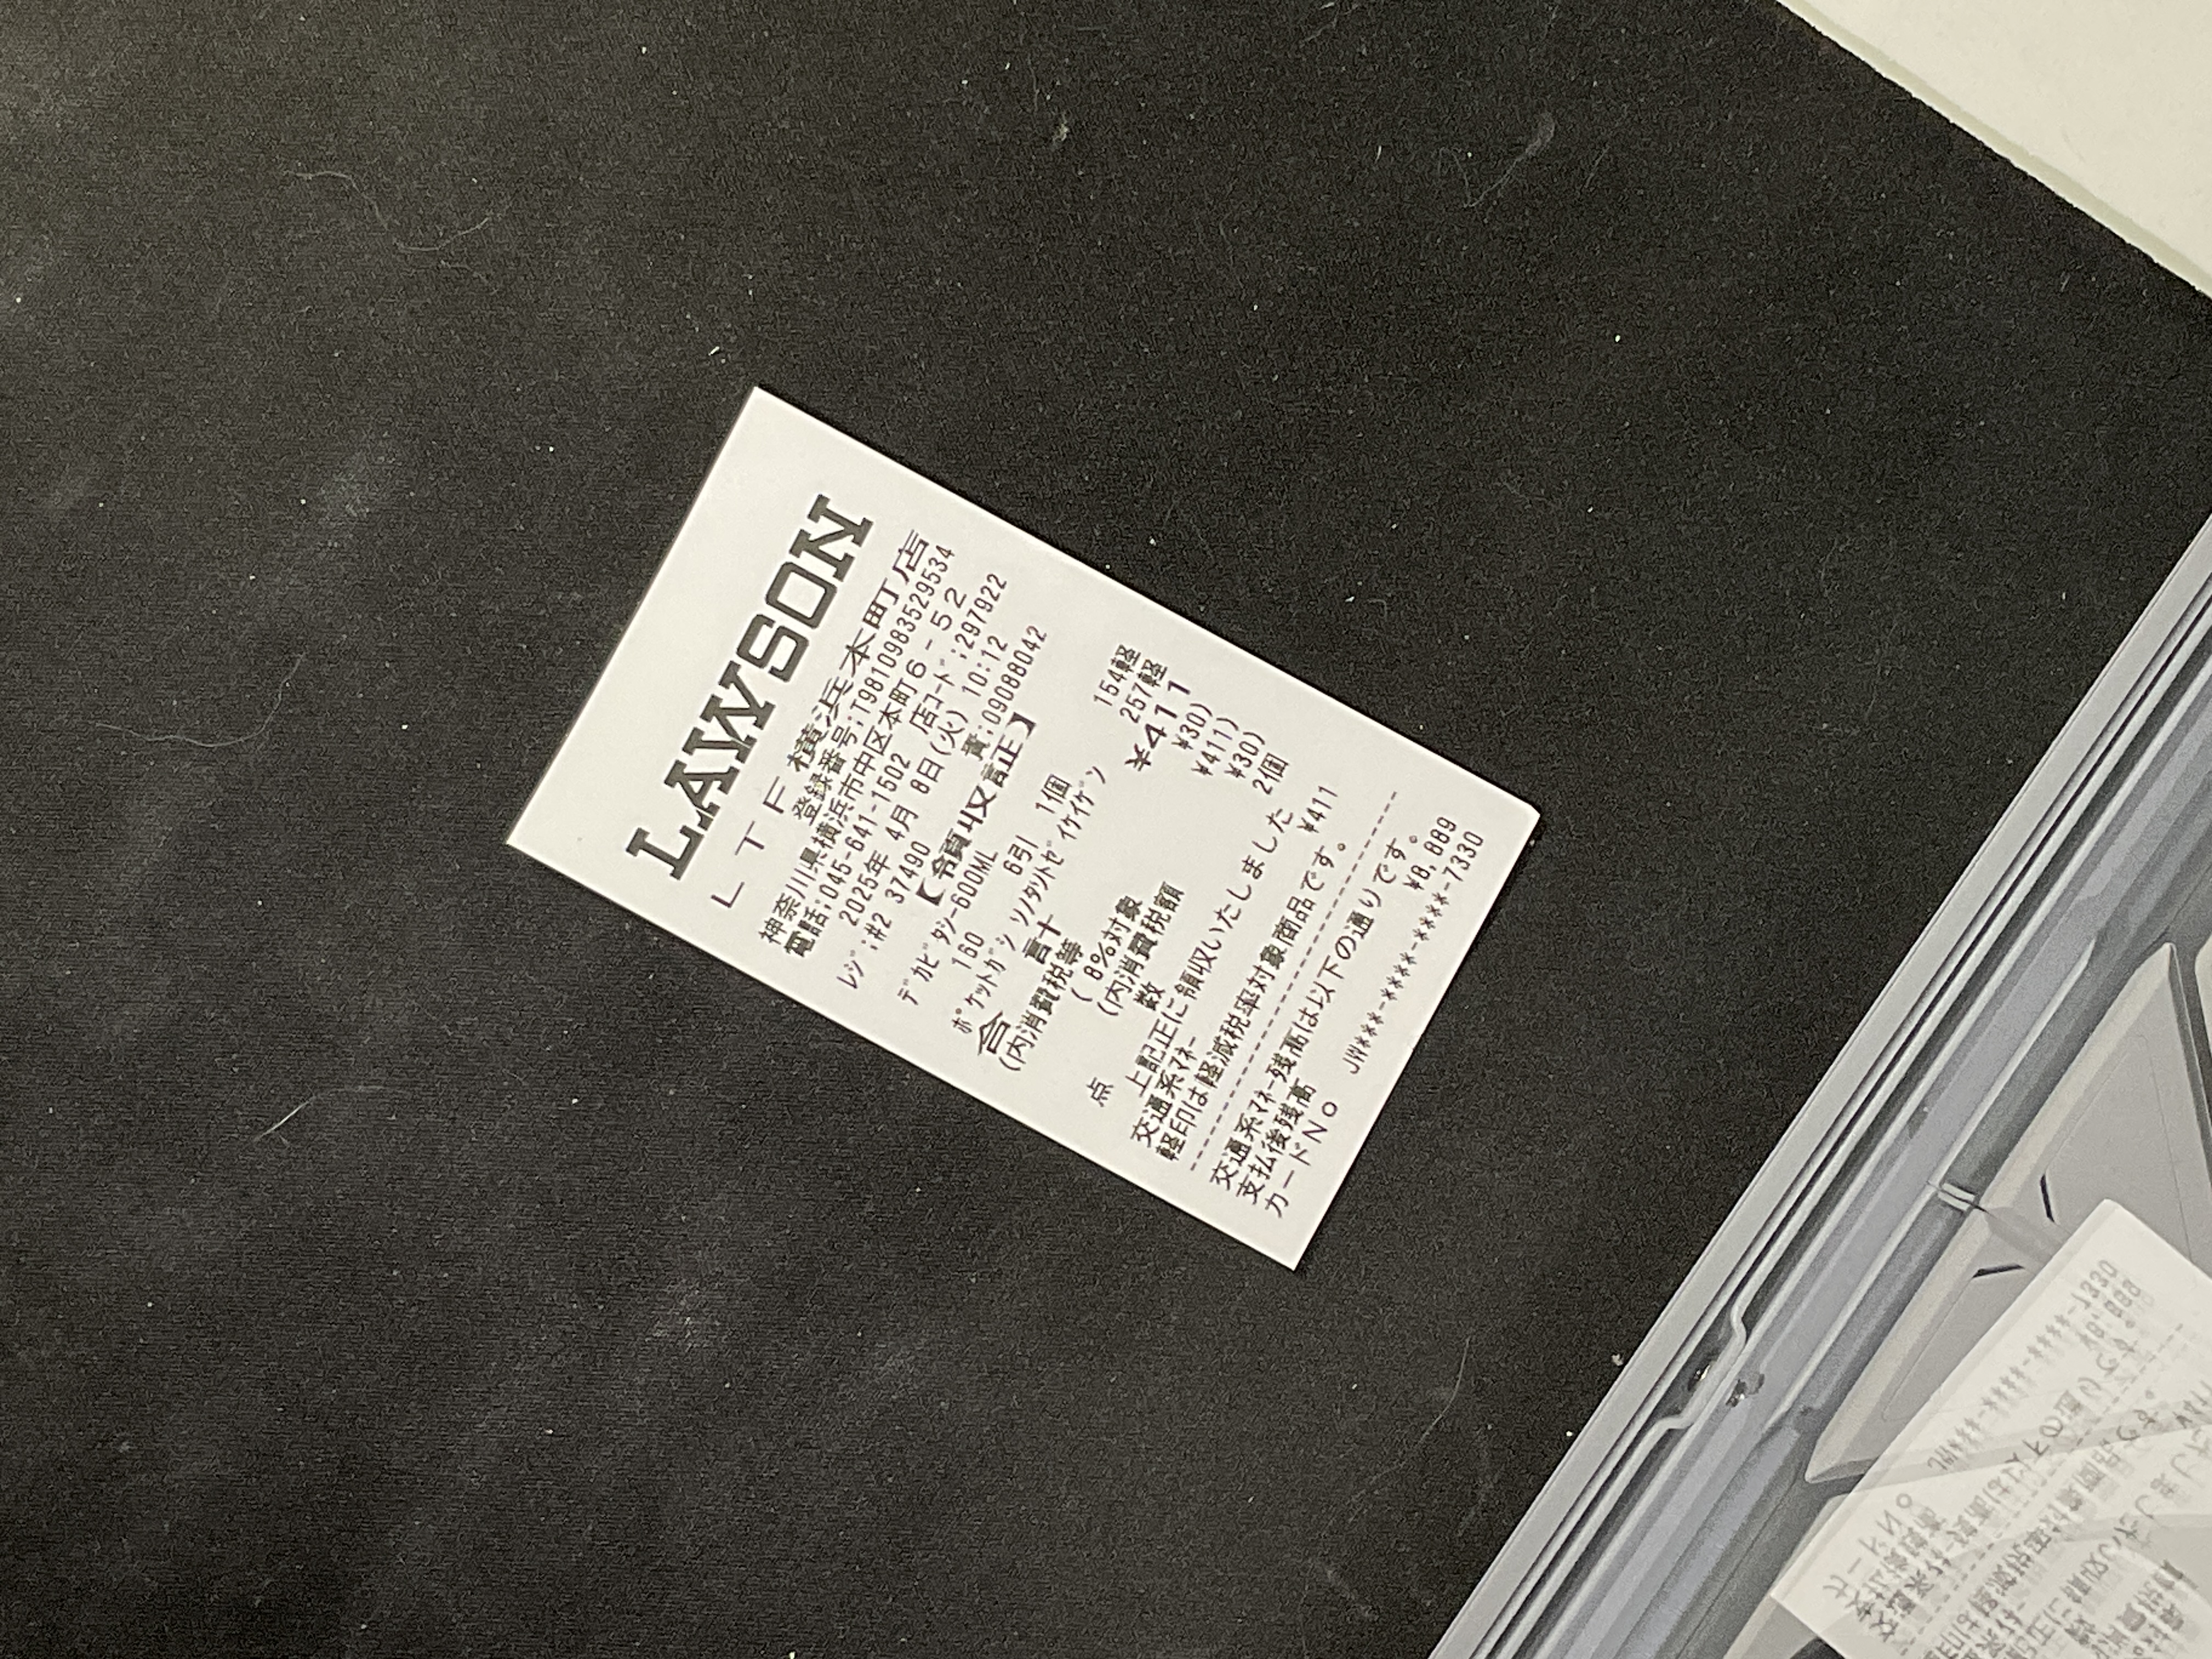 LAWSON
LTF横浜本町店
登録番号:T9810983529534
神奈川県横浜市中区本町6-52
電話:045-641-1502 店コード;297922
2025年 4月 8日(火) 10:12
レジ;#2 37490 責;09088042
【領収証】
デカビタシー600ML
160 6引 1個 154軽
ポケットガシ リノタントゼイケイゲン 257軽
合 計 ¥411
(内消費税等 ¥30)
( 8%対象 ¥411)
(内消費税額 ¥30)
点 数 2個
上記正に領収いたしました
交通系マネー ¥411
軽印は軽減税率対象商品です。
交通系マネー残高は以下の通りです。
支払後残高 ¥8,889
カードNo JW***-****-****-7330